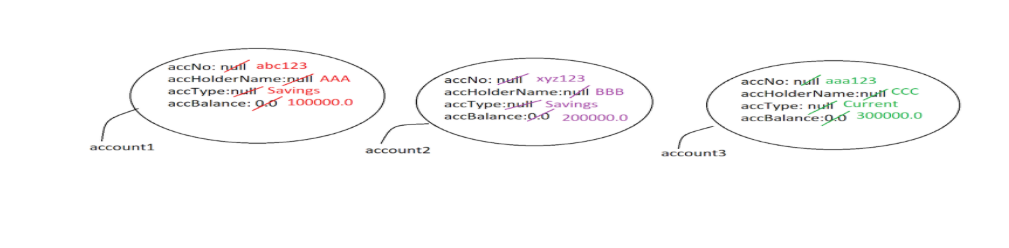 accNo: null abc123
accHolderName:null AAA
accType:null Savings
accBalance: 0.0 100000.0
account1
accNo: null xyz123
accHolderName:null BBB
accType:null Savings
accBalance:0.0 200000.0
account2
accNo: null aaa123
accHolderName:null CCC
accType: null Current
accBalance:0.0 300000.0
account3